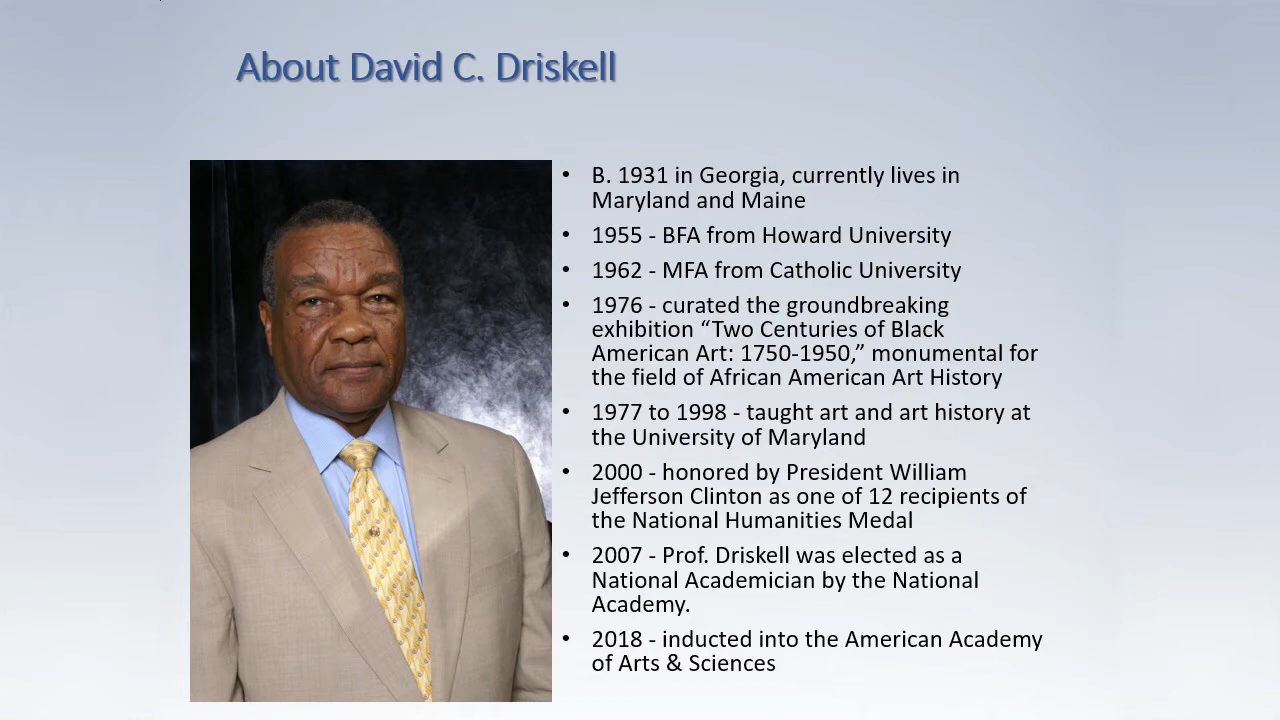 About David C. Driskell
• B. 1931 in Georgia, currently lives in
Maryland and Maine
• 1955 - BFA from Howard University
• 1962 - MFA from Catholic University
• 1976 - curated the groundbreaking
exhibition “Two Centuries of Black
American Art: 1750-1950,” monumental for
the field of African American Art History
• 1977 to 1998 - taught art and art history at
the University of Maryland
• 2000 - honored by President William
Jefferson Clinton as one of 12 recipients of
the National Humanities Medal
• 2007 - Prof. Driskell was elected as a
National Academician by the National
Academy.
• 2018 - inducted into the American Academy
of Arts & Sciences